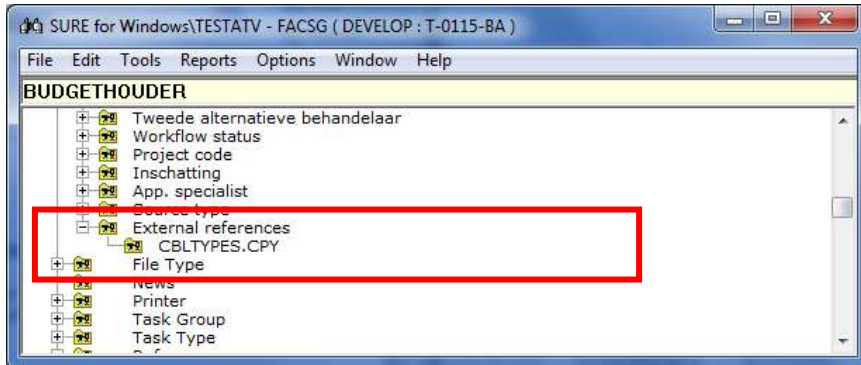 SURE for Windows\TESTATV - FACSG ( DEVELOP : T-0115-BA )
File Edit Tools Reports Options Window Help
BUDGETHOUDER
Tweede alternatieve behandelaar
Workflow status
Project code
Inschatting
App. specialist
Source type
External references
CBLTYPES.CPY
File Type
News
Printer
Task Group
Task Type